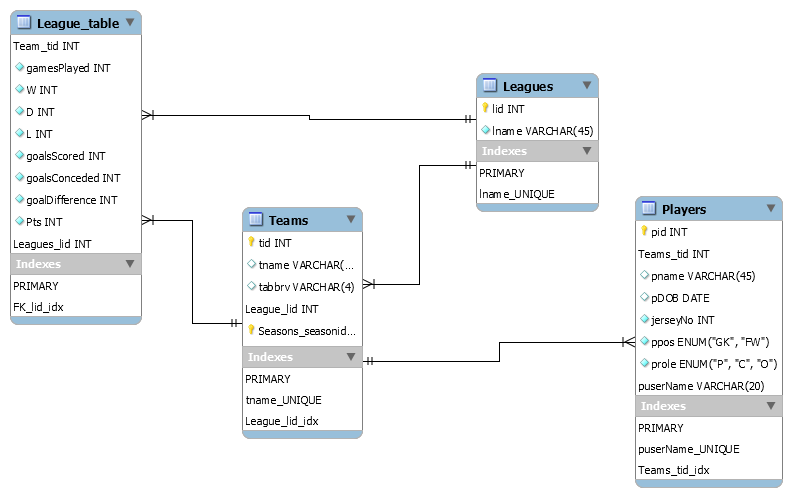 League_table
Team_tid INT
gamesPlayed INT
W INT
D INT
L INT
goalsScored INT
goalsConceded INT
goalDifference INT
Pts INT
Leagues_lid INT
Indexes
PRIMARY
FK_lid_idx
Leagues
lid INT
lname VARCHAR(45)
Indexes
PRIMARY
lname_UNIQUE
Teams
tid INT
tname VARCHAR(...
tabbrv VARCHAR(4)
League_lid INT
Seasons_seasonid...
Indexes
PRIMARY
tname_UNIQUE
League_lid_idx
Players
pid INT
Teams_tid INT
pname VARCHAR(45)
pDOB DATE
jerseyNo INT
ppos ENUM("GK", "FW")
prole ENUM("P", "C", "O")
puserName VARCHAR(20)
Indexes
PRIMARY
puserName_UNIQUE
Teams_tid_idx